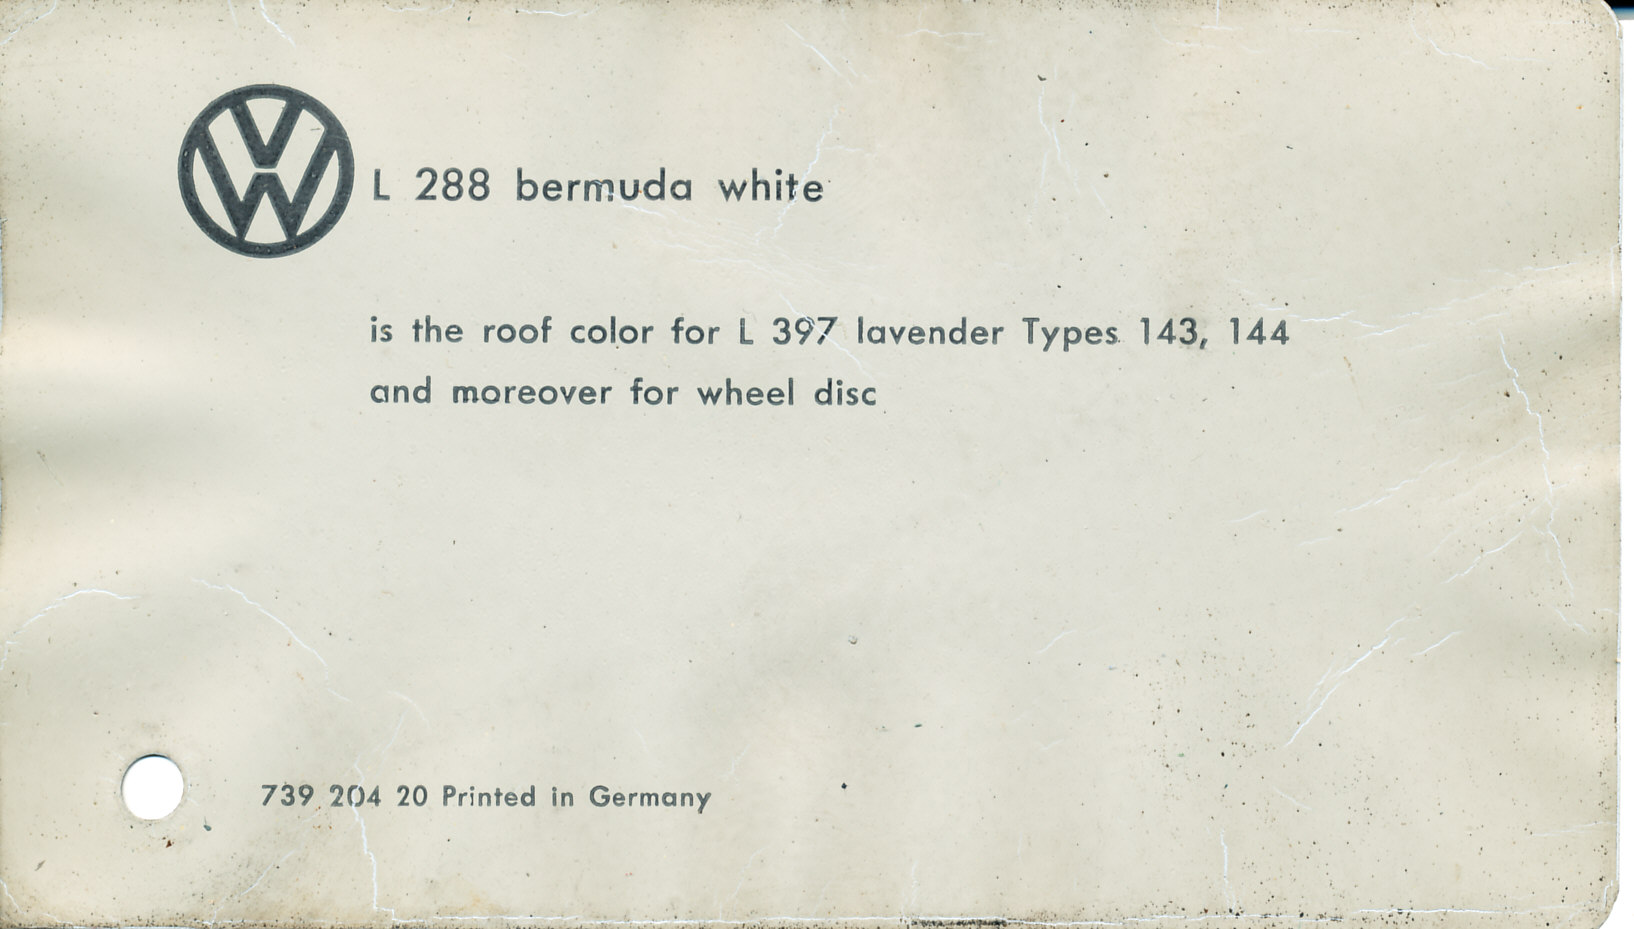 VW
L 288 bermuda white
is the roof color for L 397 lavender Types 143, 144
and moreover for wheel disc
739 204 20 Printed in Germany